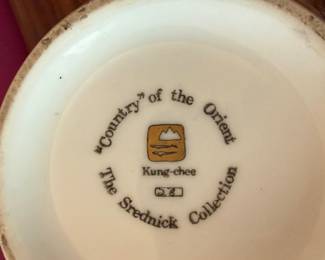 "Country" of the Orient
Kung-chee
The Srednick Collection